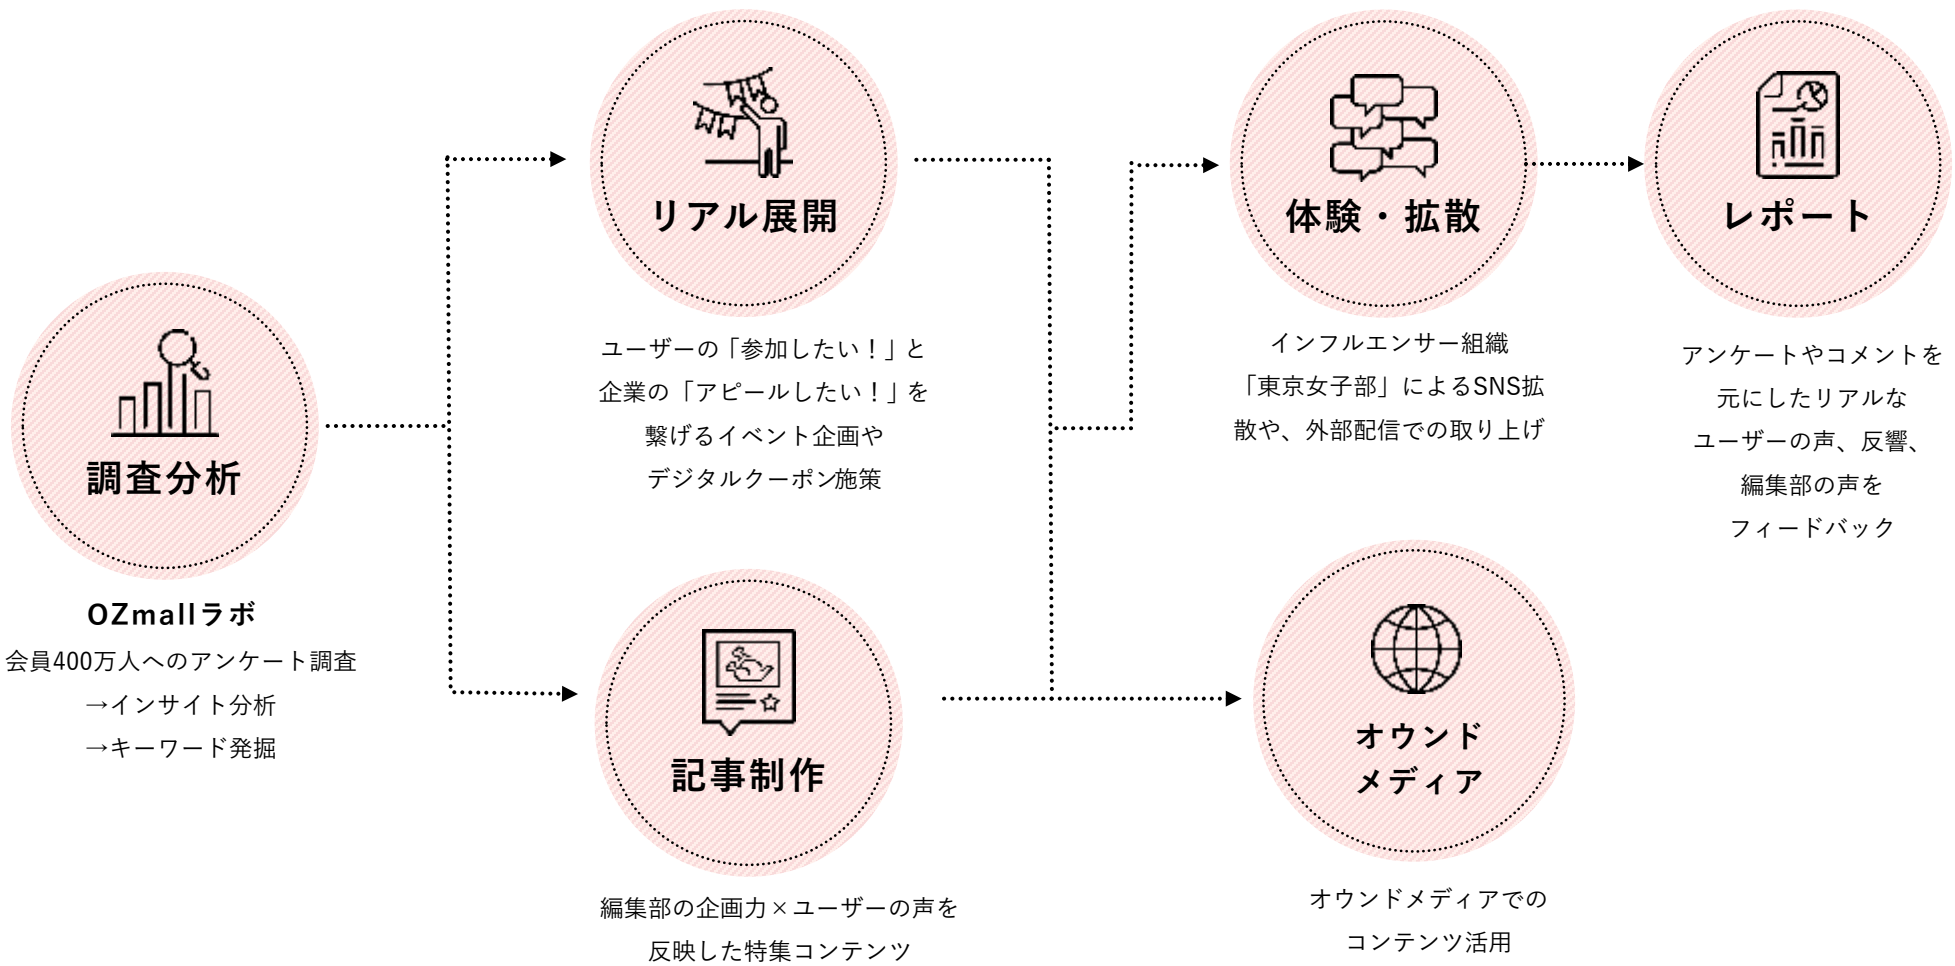 調査分析
OZmallラボ
会員400万人へのアンケート調査
→インサイト分析
→キーワード発掘
リアル展開
ユーザーの「参加したい！」と
企業の「アピールしたい！」を
繋げるイベント企画や
デジタルクーポン施策
記事制作
編集部の企画力×ユーザーの声を
反映した特集コンテンツ
体験・拡散
インフルエンサー組織
「東京女子部」によるSNS拡
散や、外部配信での取り上げ
オウンド
メディア
オウンドメディアでの
コンテンツ活用
レポート
アンケートやコメントを
元にしたリアルな
ユーザーの声、反響、
編集部の声を
フィードバック